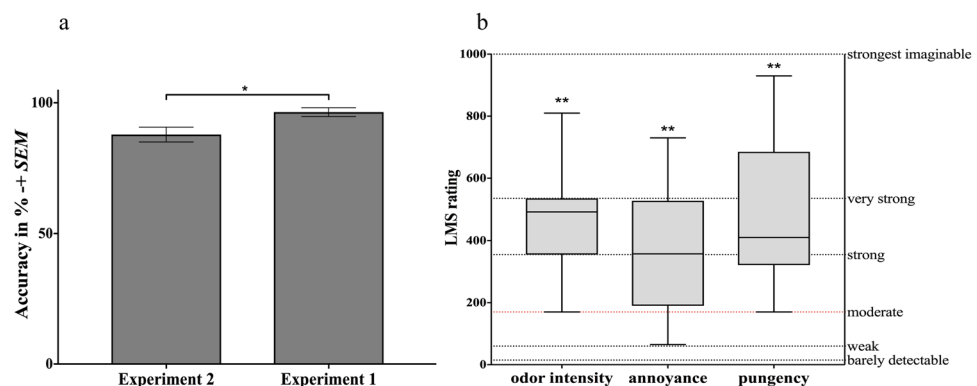 a
Accuracy in % -+ SEM
100
50
0
*
Experiment 2
Experiment 1
b
LMS rating
1000
800
600
400
200
0
**
**
**
strongest imaginable
very strong
strong
moderate
weak
barely detectable
odor intensity
annoyance
pungency